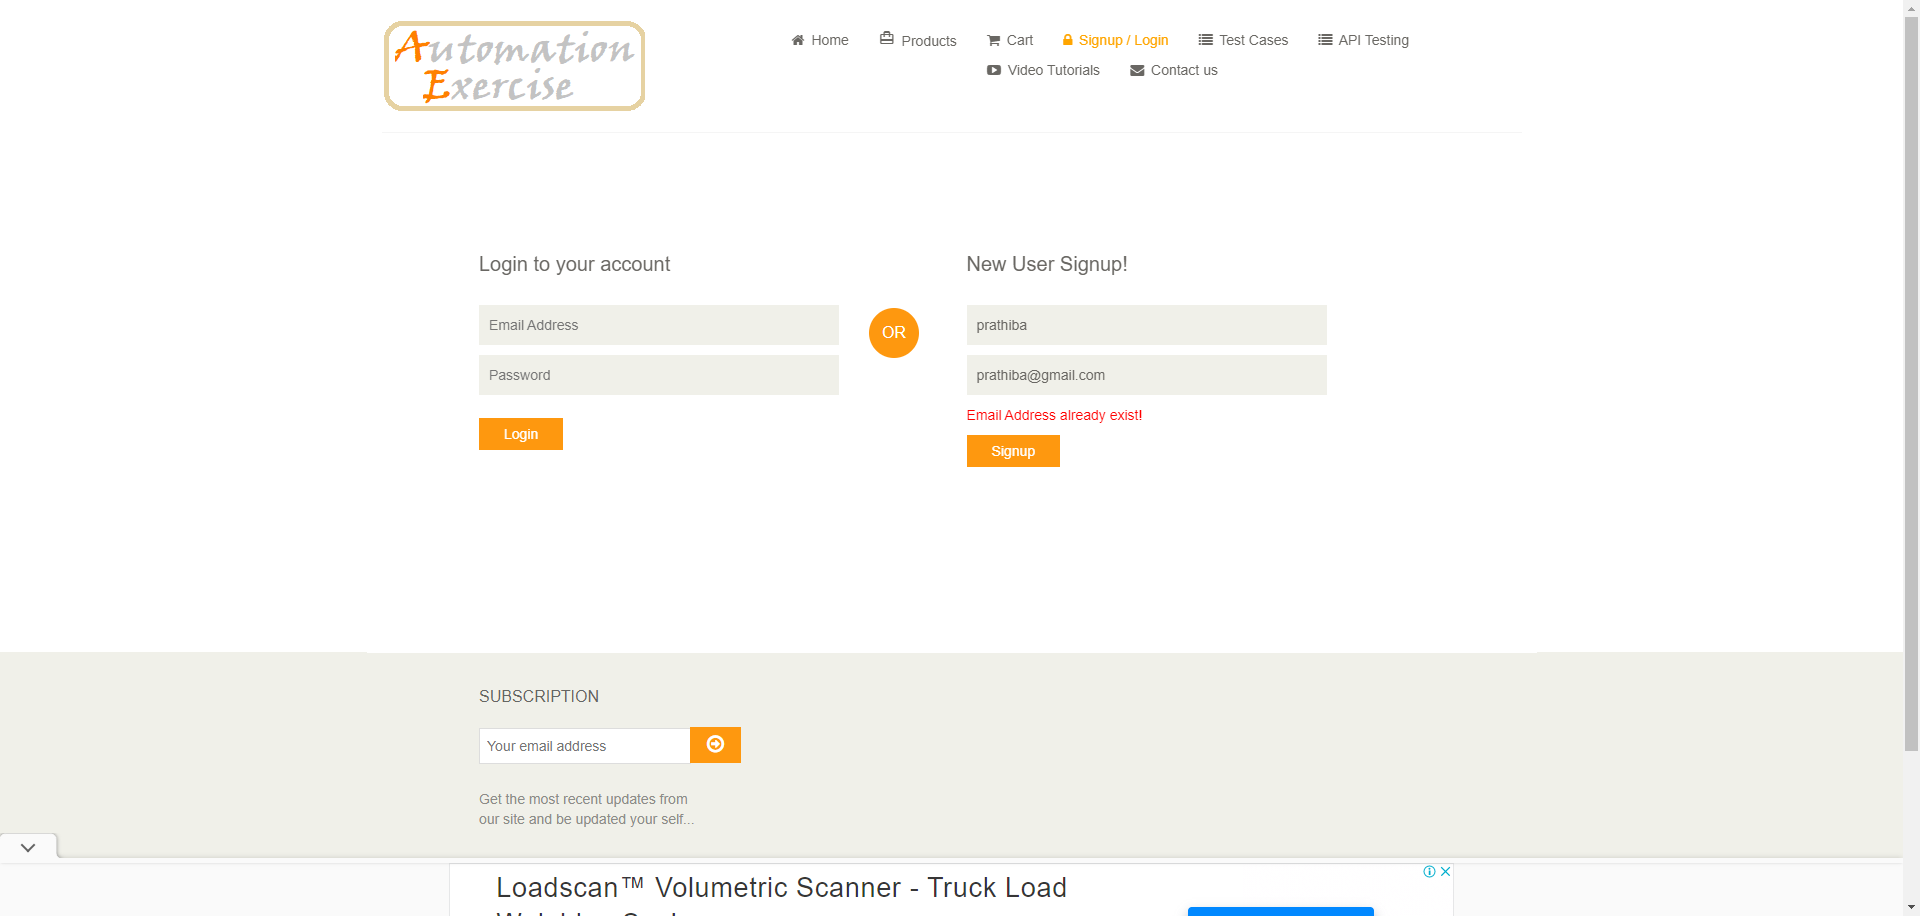 Automation
Exercise
Home
Products
Cart
Signup / Login
Test Cases
API Testing
Video Tutorials
Contact us
Login to your account
Email Address
Password
Login
OR
New User Signup!
prathiba
prathiba@gmail.com
Email Address already exist!
Signup
SUBSCRIPTION
Your email address
Get the most recent updates from
our site and be updated your self...
Loadscan™ Volumetric Scanner - Truck Load